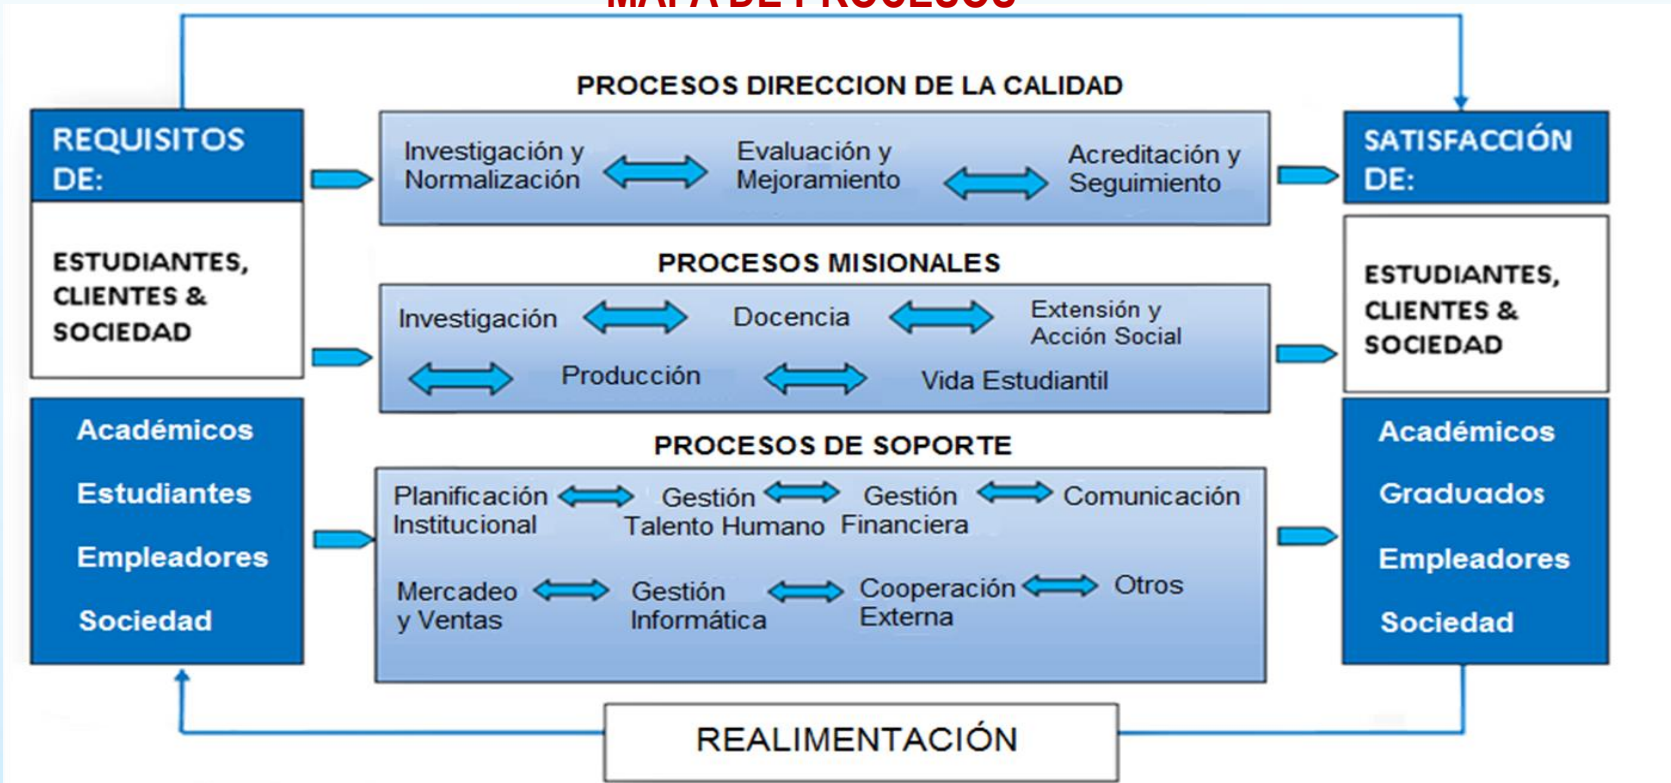 MAPA DE PROCESOS
PROCESOS DIRECCION DE LA CALIDAD
REQUISITOS
DE:
ESTUDIANTES,
CLIENTES &
SOCIEDAD
Académicos
Estudiantes
Empleadores
Sociedad
Investigación y
Normalización
Evaluación y
Mejoramiento
Acreditación y
Seguimiento
PROCESOS MISIONALES
Investigación
Docencia
Extensión y
Acción Social
Producción
Vida Estudiantil
PROCESOS DE SOPORTE
Planificación
Institucional
Gestión
Talento Humano
Gestión
Financiera
Comunicación
Mercadeo
y Ventas
Gestión
Informática
Cooperación
Externa
Otros
SATISFACCIÓN
DE:
ESTUDIANTES,
CLIENTES &
SOCIEDAD
Académicos
Graduados
Empleadores
Sociedad
REALIMENTACIÓN